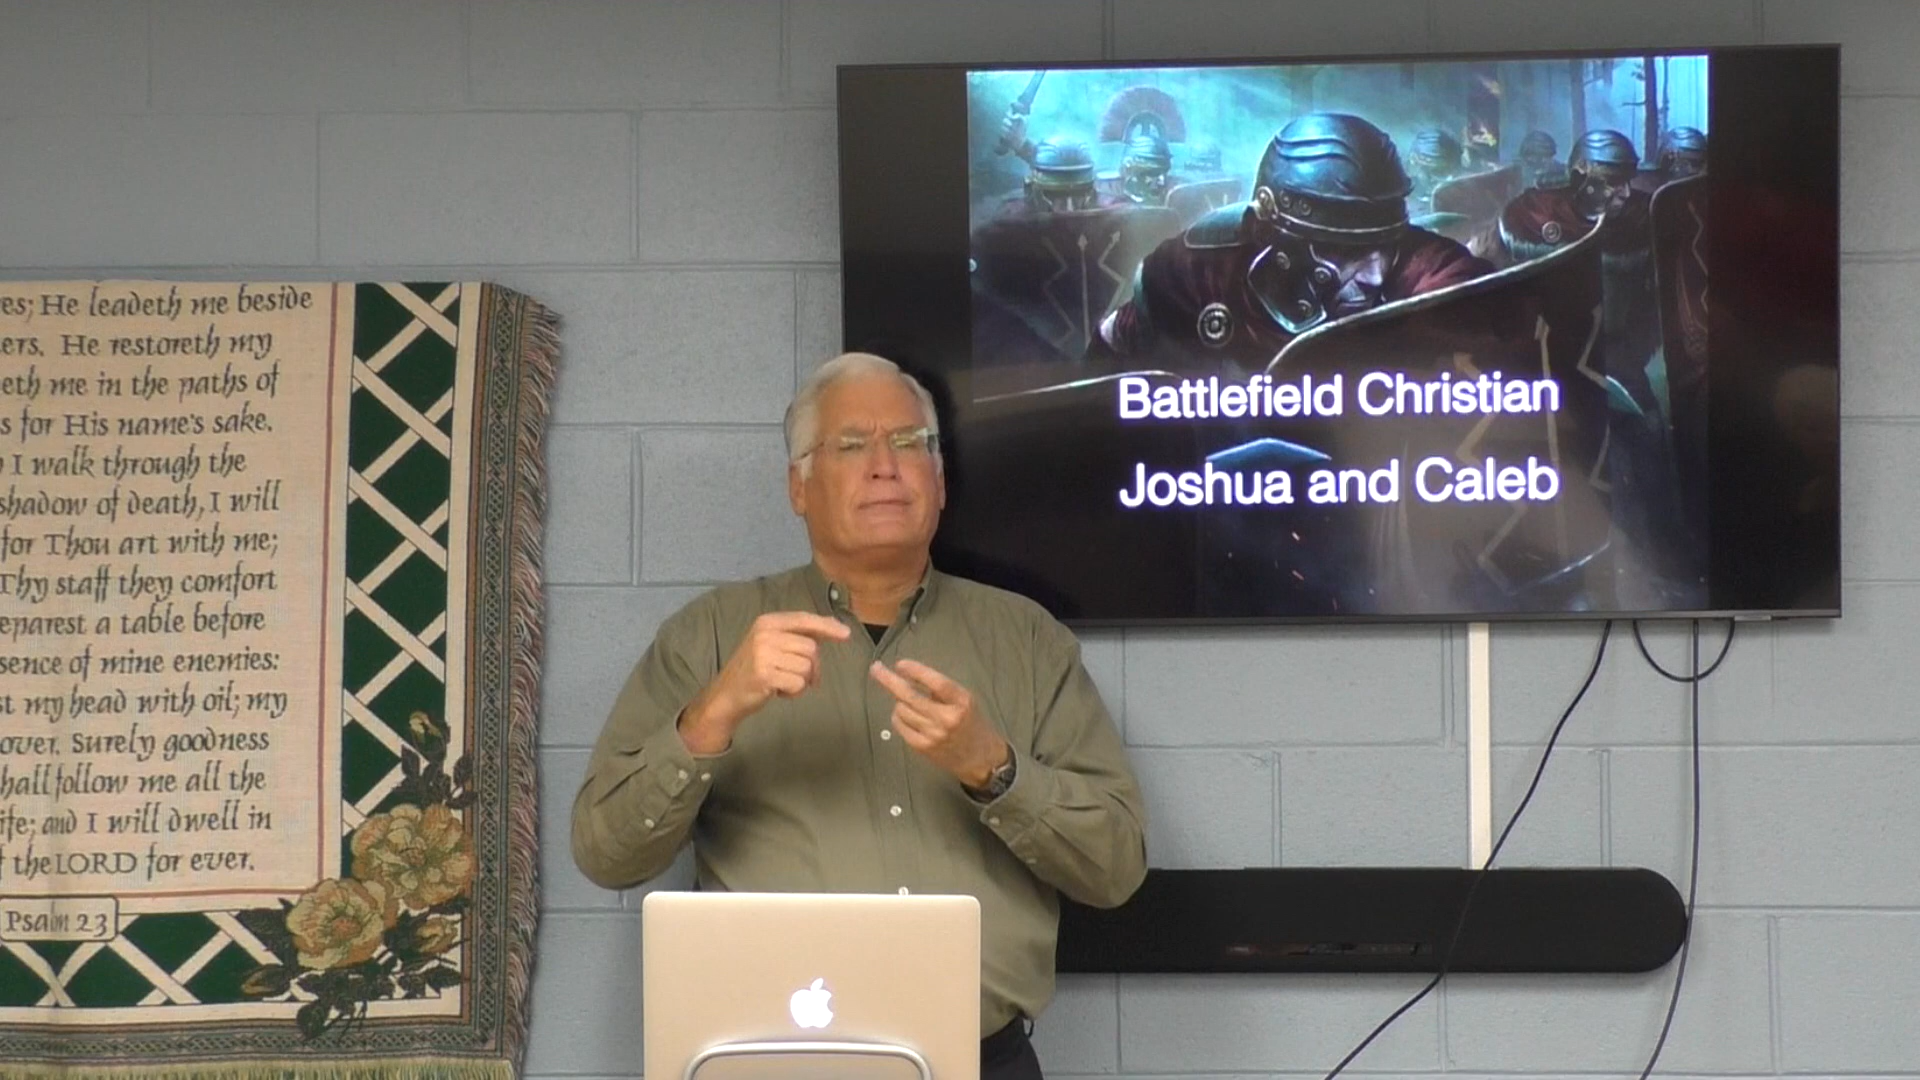 es; He leadeth me beside
ers. He restoreth my
eth me in the paths of
s for His name's sake.
I walk through the
shadow of death, I will
for Thou art with me;
Thy staff they comfort
eparest a table before
sence of mine enemies:
st my head with oil; my
over. Surely goodness
hall follow me all the
ife; and I will dwell in
the LORD for ever.
Psalm 23
Battlefield Christian
Joshua and Caleb